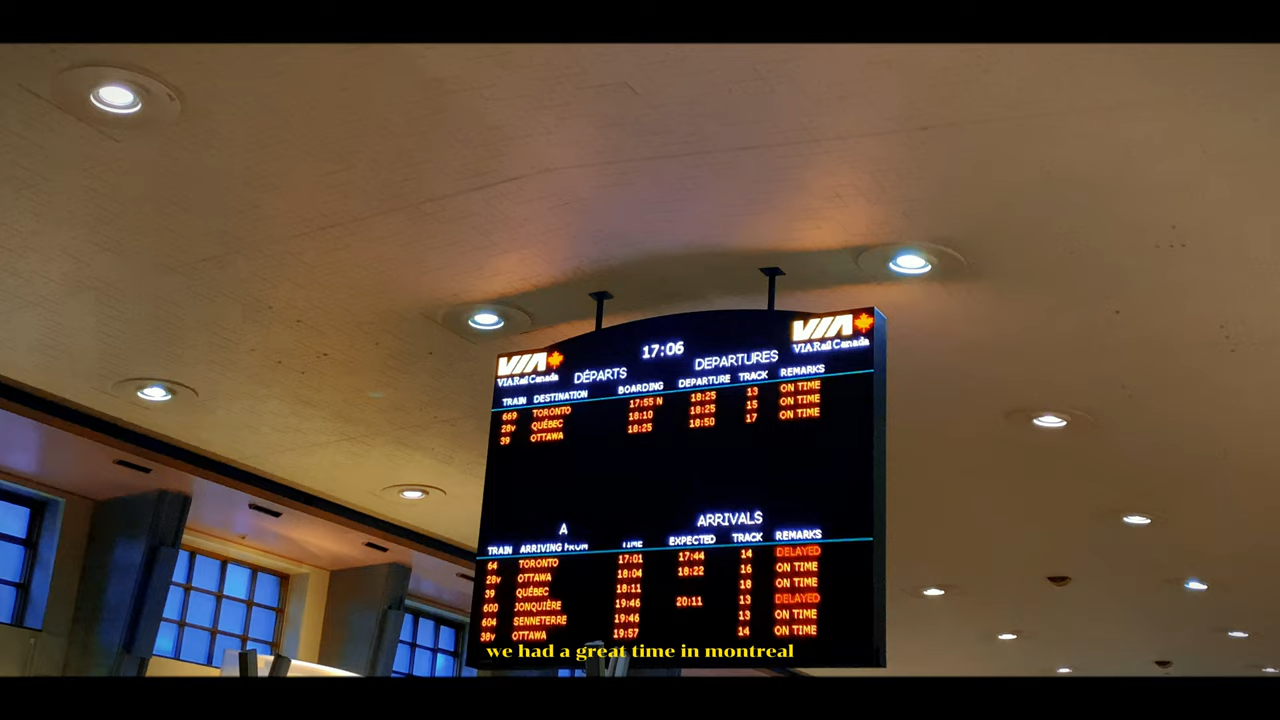 VIA
VIA Rail Canada
17:06
VIA
VIA Rail Canada
DÉPARTS
DEPARTURES
TRAIN DESTINATION BOARDING DEPARTURE TRACK REMARKS
669 TORONTO 17:55 N 18:25 13 ON TIME
28v QUÉBEC 18:10 18:25 15 ON TIME
39 OTTAWA 18:25 18:50 17 ON TIME
A
ARRIVALS
TRAIN ARRIVING FROM TIME EXPECTED TRACK REMARKS
64 TORONTO 17:01 17:44 14 DELAYED
28v OTTAWA 18:04 18:22 16 ON TIME
39 QUÉBEC 18:11 18 ON TIME
600 JONQUIÈRE 19:46 20:11 13 DELAYED
604 SENNETERRE 19:46 13 ON TIME
38v OTTAWA 19:57 14 ON TIME
we had a great time in montreal